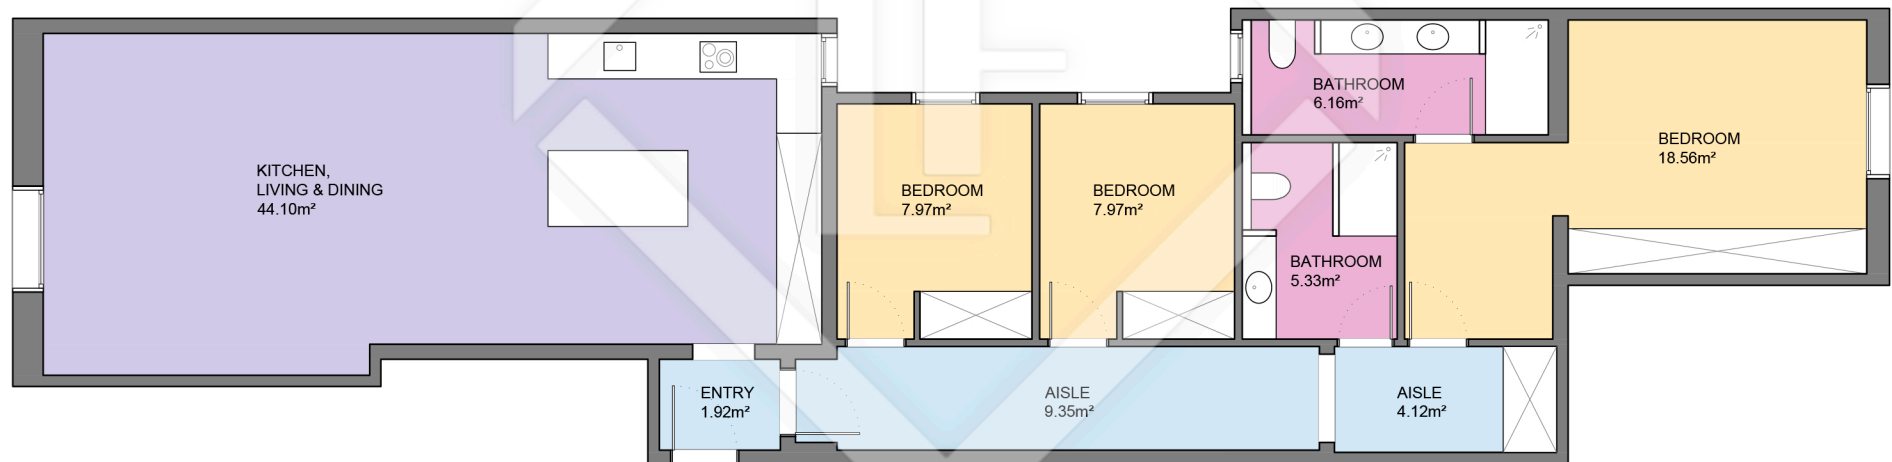 KITCHEN,
LIVING & DINING
44.10m²
BEDROOM
7.97m²
BEDROOM
7.97m²
BATHROOM
6.16m²
BATHROOM
5.33m²
BEDROOM
18.56m²
ENTRY
1.92m²
AISLE
9.35m²
AISLE
4.12m²